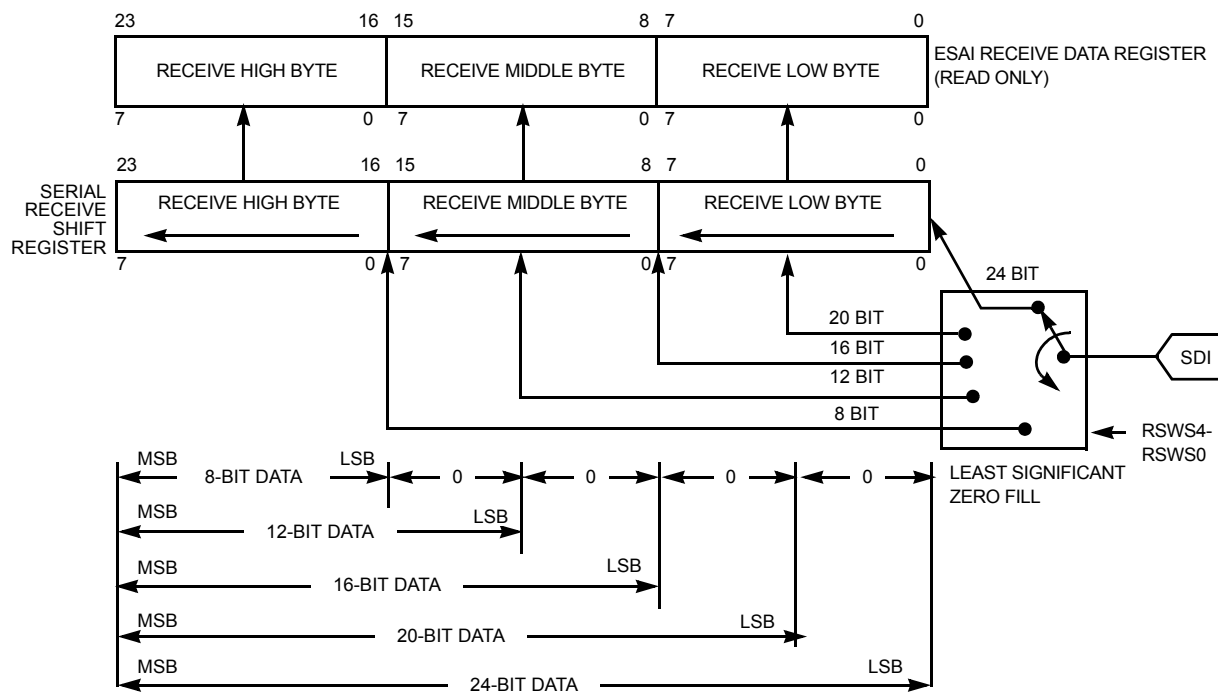 23 16 15 8 7 0
RECEIVE HIGH BYTE RECEIVE MIDDLE BYTE RECEIVE LOW BYTE
ESAI RECEIVE DATA REGISTER
(READ ONLY)
7 0 7 0 7 0
23 16 15 8 7 0
SERIAL
RECEIVE
SHIFT
REGISTER
RECEIVE HIGH BYTE RECEIVE MIDDLE BYTE RECEIVE LOW BYTE
7 0 7 0 7 0
24 BIT
20 BIT
16 BIT
12 BIT
8 BIT
SDI
RSWS4-
RSWS0
MSB LSB
8-BIT DATA 0 0 0 0
LEAST SIGNIFICANT
ZERO FILL
MSB LSB
12-BIT DATA
MSB LSB
16-BIT DATA
MSB LSB
20-BIT DATA
MSB LSB
24-BIT DATA